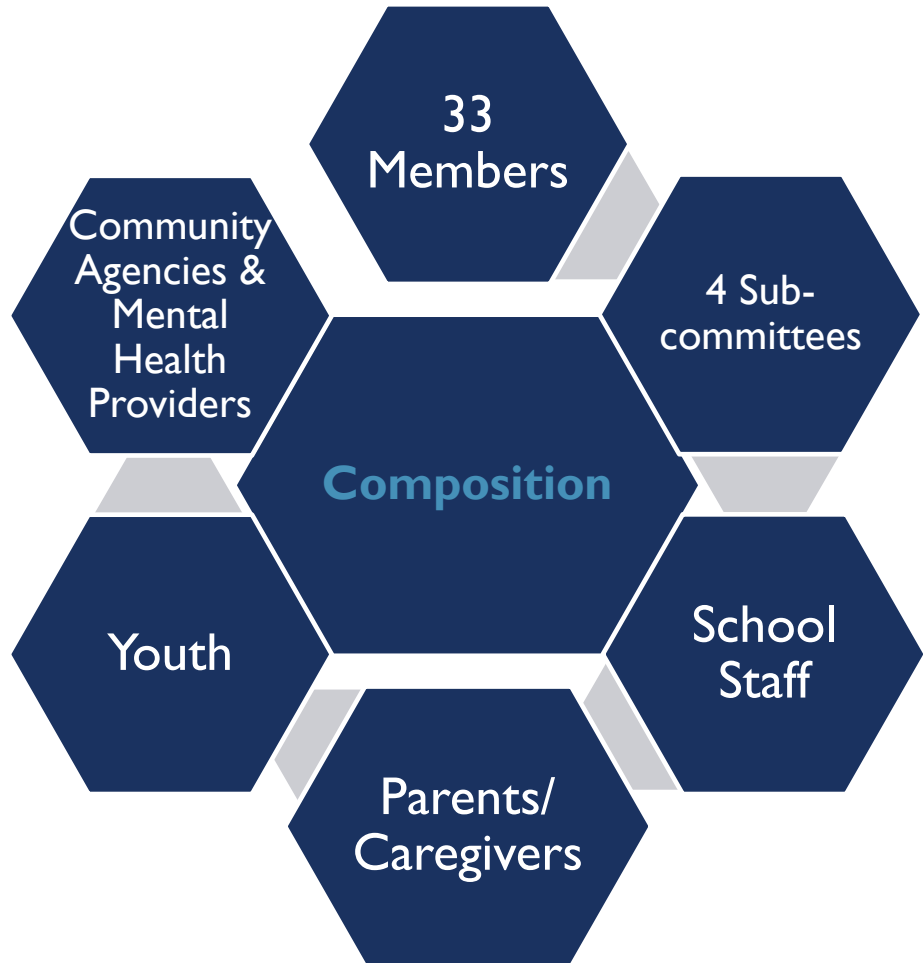 33
Members
Community
Agencies &
Mental
Health
Providers
4 Sub-
committees
Composition
Youth
School
Staff
Parents/
Caregivers